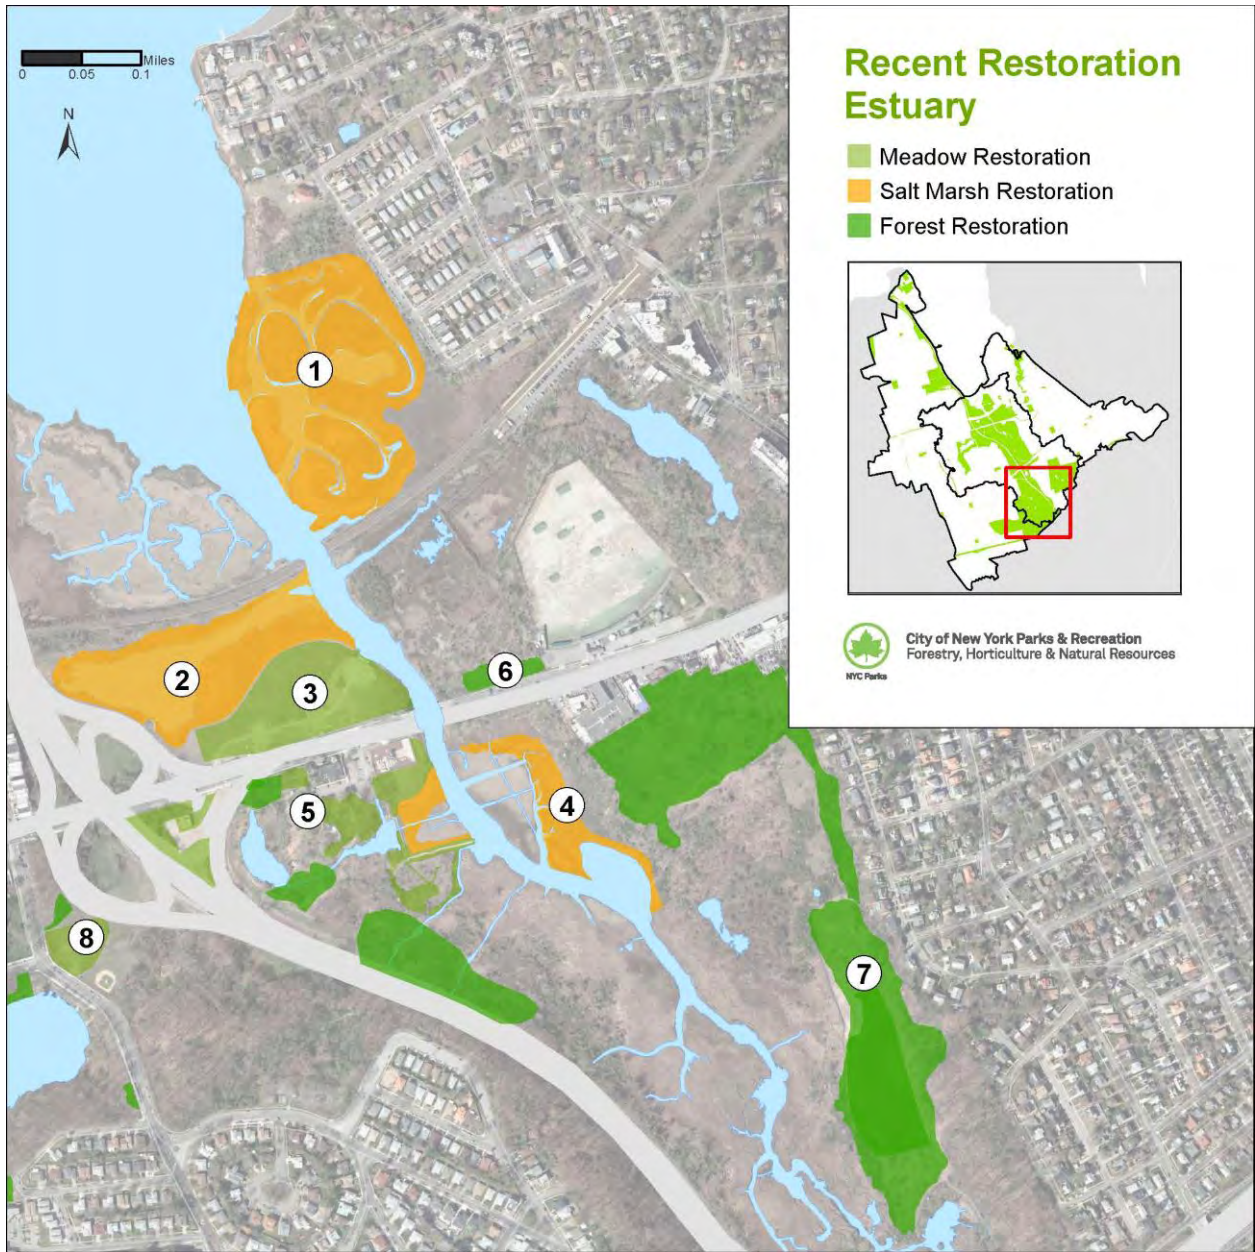 Miles
0 0.05 0.1
N
Recent Restoration
Estuary
Meadow Restoration
Salt Marsh Restoration
Forest Restoration
City of New York Parks & Recreation
Forestry, Horticulture & Natural Resources
NYC Parks
1
2
3
6
4
5
8
7